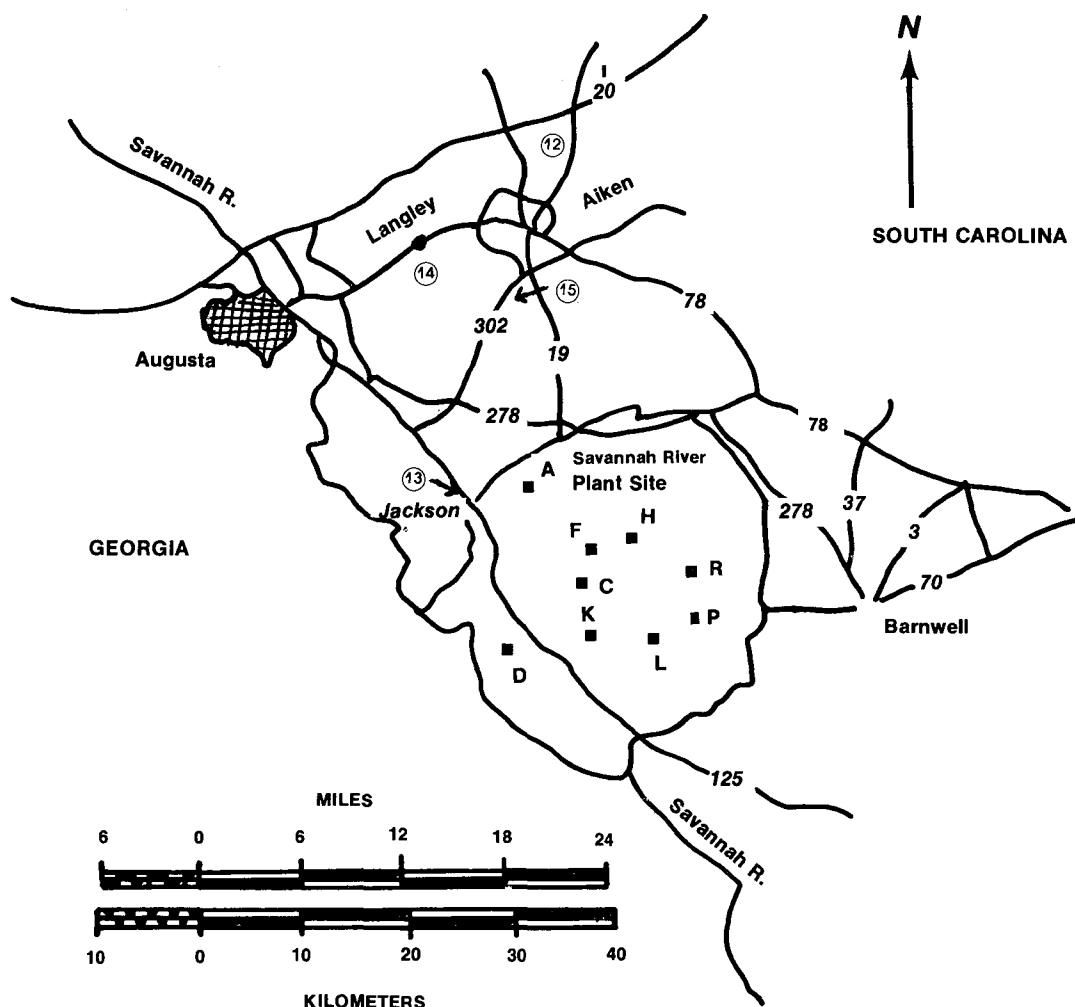 N
I
20
Savannah R.
12
Langley
Aiken
SOUTH CAROLINA
14
15
78
302
19
Augusta
278
78
Savannah River
Plant Site
A
13
Jackson
278
37
3
H
F
GEORGIA
R
70
C
K
P
Barnwell
L
D
125
MILES
6 0 6 12 18 24
Savannah R.
10 0 10 20 30 40
KILOMETERS